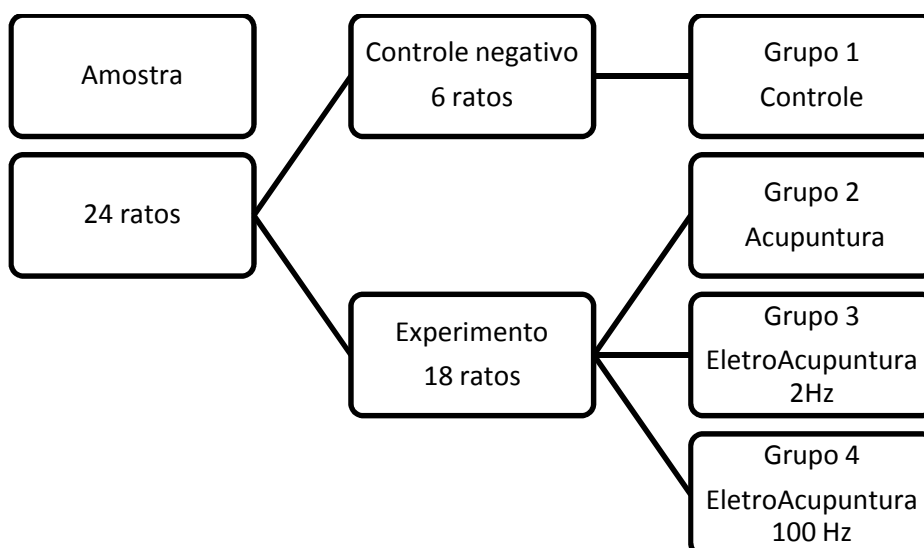 Amostra
24 ratos
Controle negativo
6 ratos
Experimento
18 ratos
Grupo 1
Controle
Grupo 2
Acupuntura
Grupo 3
EletroAcupuntura
2Hz
Grupo 4
EletroAcupuntura
100 Hz